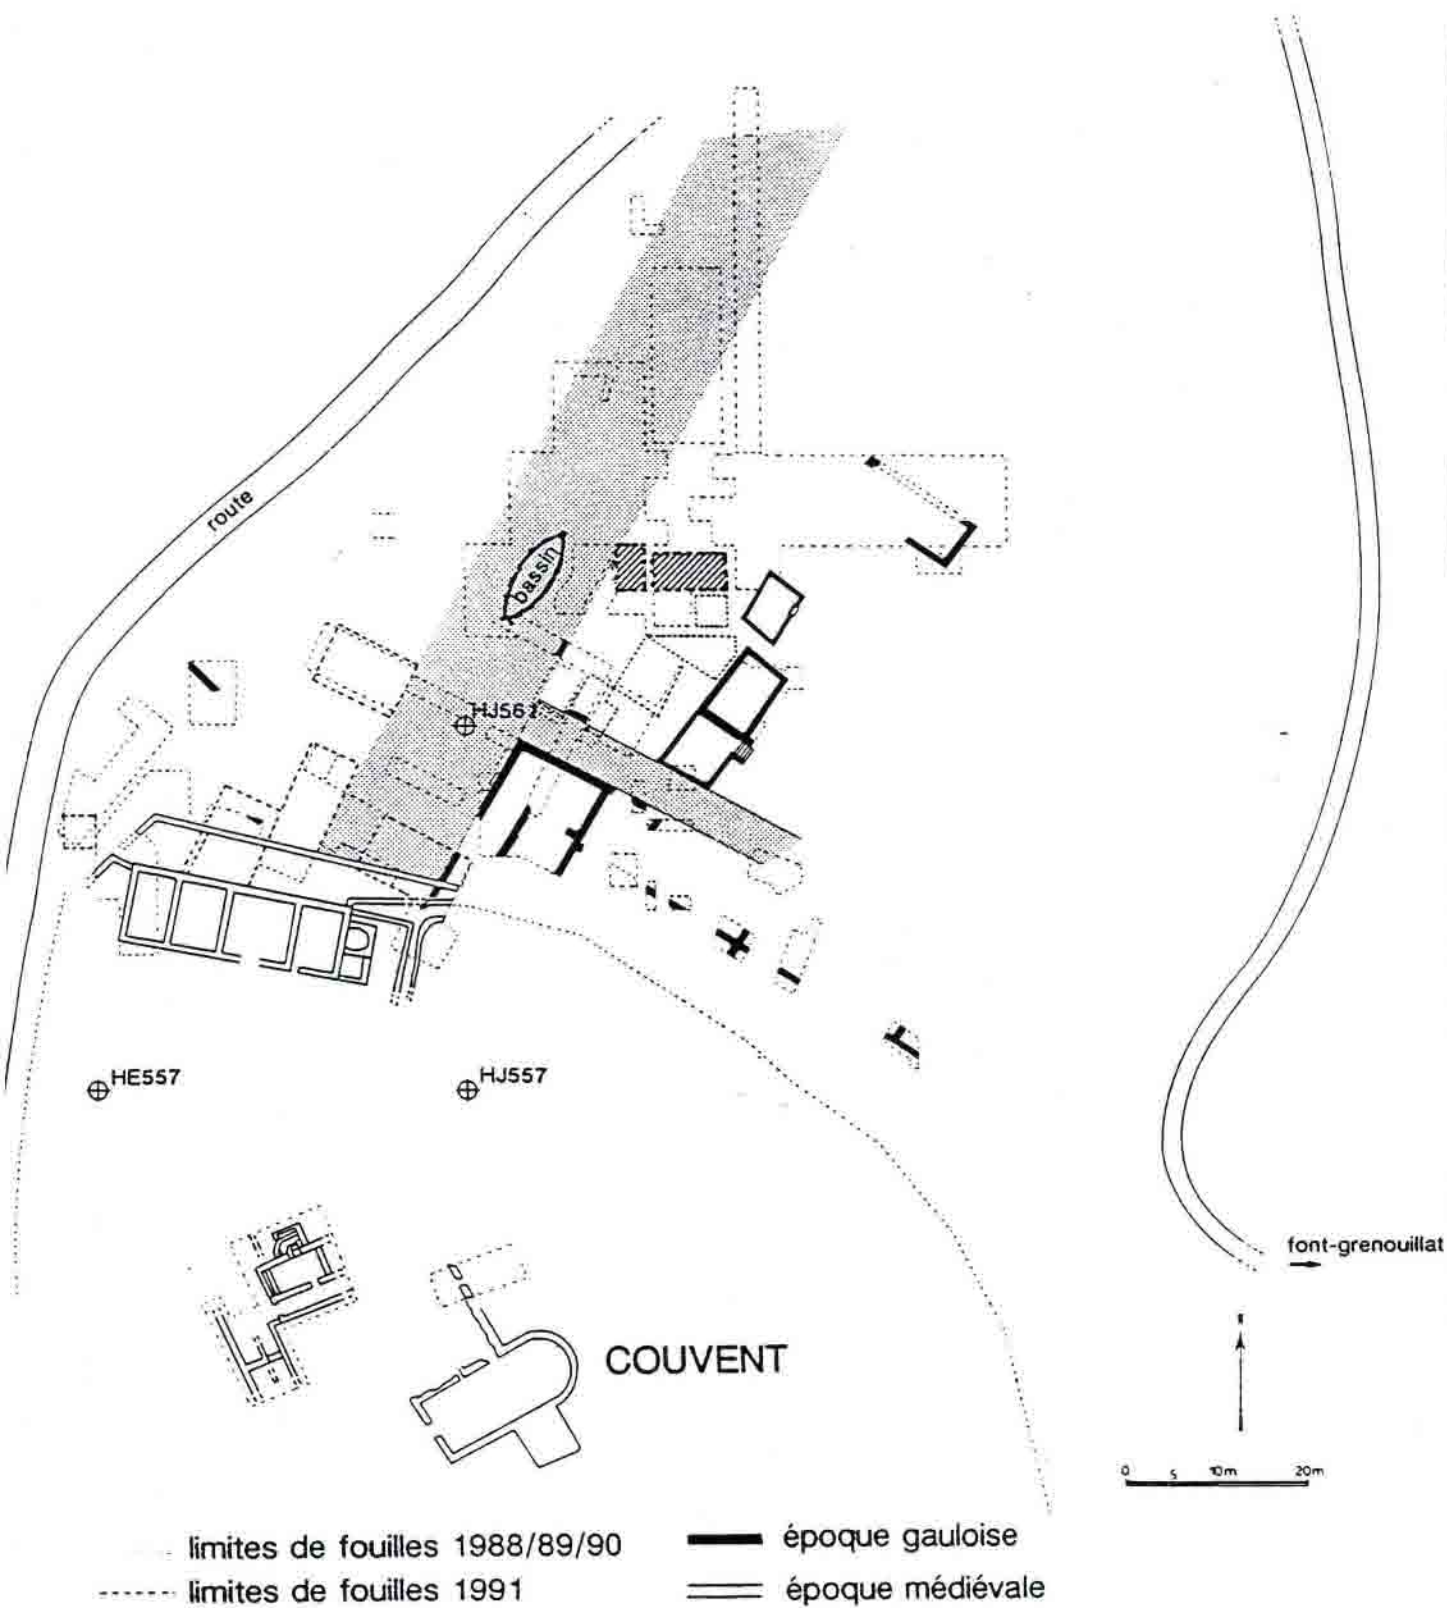 route
bassin
HJ561
HE557
HJ557
font-grenouillat
COUVENT
0 5 10m 20m
limites de fouilles 1988/89/90
limites de fouilles 1991
époque gauloise
époque médiévale